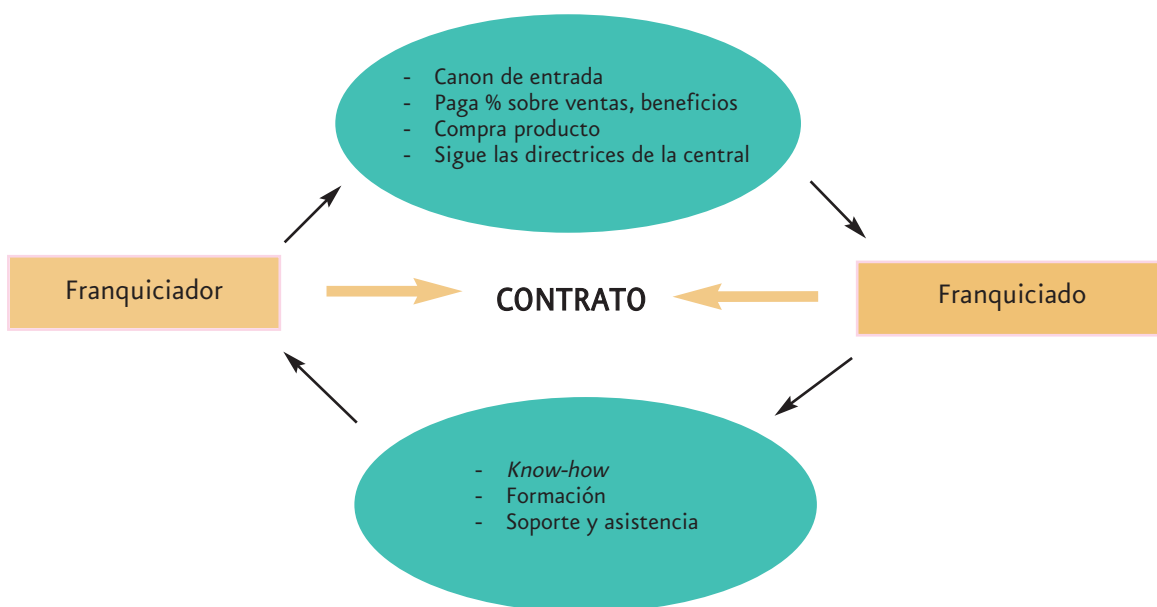 - Canon de entrada
- Paga % sobre ventas, beneficios
- Compra producto
- Sigue las directrices de la central
Franquiciador
CONTRATO
Franquiciado
- Know-how
- Formación
- Soporte y asistencia